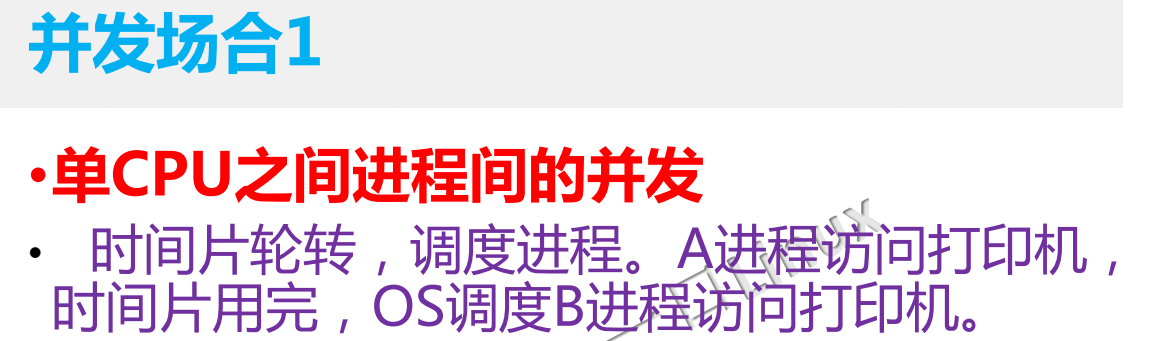 并发场合1
•单CPU之间进程间的并发
• 时间片轮转，调度进程。A进程访问打印机，
时间片用完，OS调度B进程访问打印机。